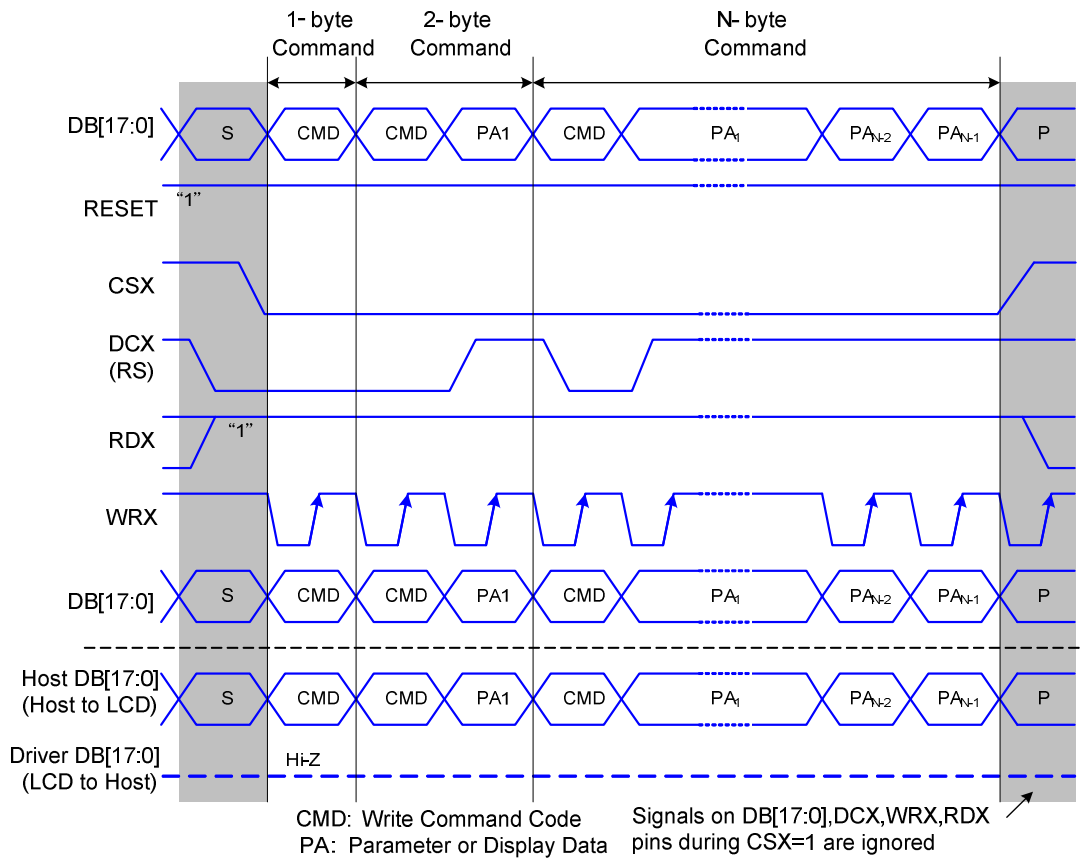 1- byte
Command
2- byte
Command
N- byte
Command
DB[17:0]
S
CMD
CMD
PA1
CMD
PA1
PAN-2
PAN-1
P
RESET
“1”
CSX
DCX
(RS)
RDX
“1”
WRX
DB[17:0]
S
CMD
CMD
PA1
CMD
PA1
PAN-2
PAN-1
P
Host DB[17:0]
(Host to LCD)
S
CMD
CMD
PA1
CMD
PA1
PAN-2
PAN-1
P
Driver DB[17:0]
(LCD to Host)
Hi-Z
CMD: Write Command Code
PA: Parameter or Display Data
Signals on DB[17:0],DCX,WRX,RDX
pins during CSX=1 are ignored